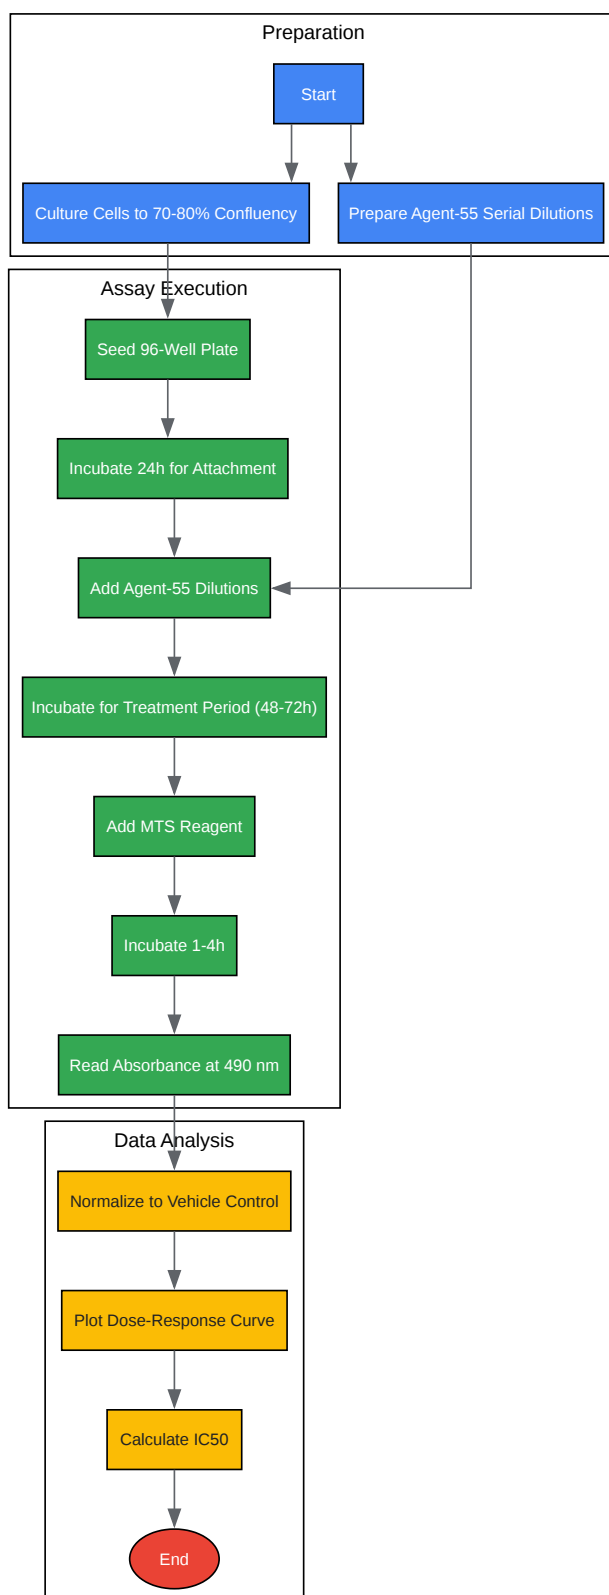 Preparation
Start
Culture Cells to 70-80% Confluency
Prepare Agent-55 Serial Dilutions
Assay Execution
Seed 96-Well Plate
Incubate 24h for Attachment
Add Agent-55 Dilutions
Incubate for Treatment Period (48-72h)
Add MTS Reagent
Incubate 1-4h
Read Absorbance at 490 nm
Data Analysis
Normalize to Vehicle Control
Plot Dose-Response Curve
Calculate IC50
End